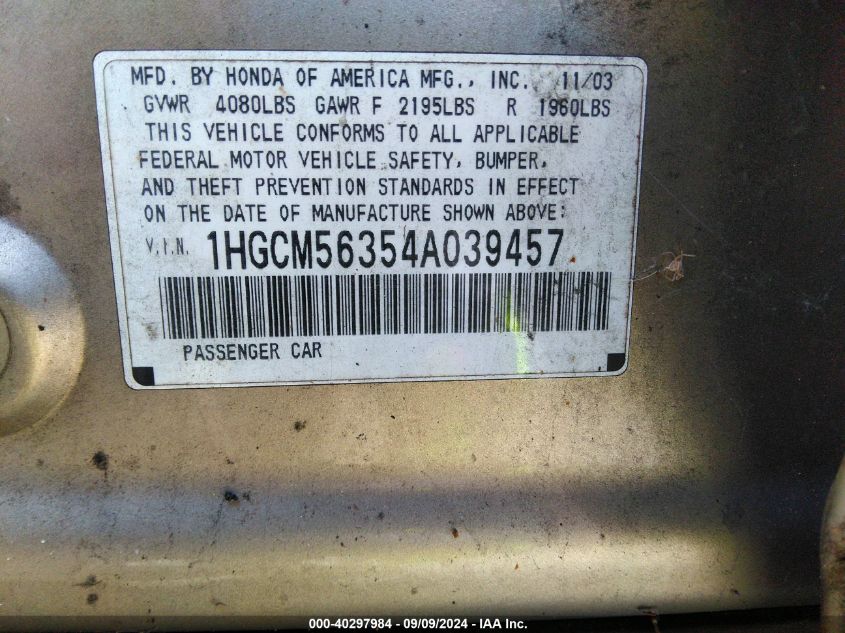 MFD. BY HONDA OF AMERICA MFG., INC. 11/03
GVWR 4080LBS GAWR F 2195LBS R 1960LBS
THIS VEHICLE CONFORMS TO ALL APPLICABLE
FEDERAL MOTOR VEHICLE SAFETY, BUMPER,
AND THEFT PREVENTION STANDARDS IN EFFECT
ON THE DATE OF MANUFACTURE SHOWN ABOVE:
V.I.N. 1HGCM56354A039457
PASSENGER CAR
000-40297984 - 09/09/2024 - IAA Inc.